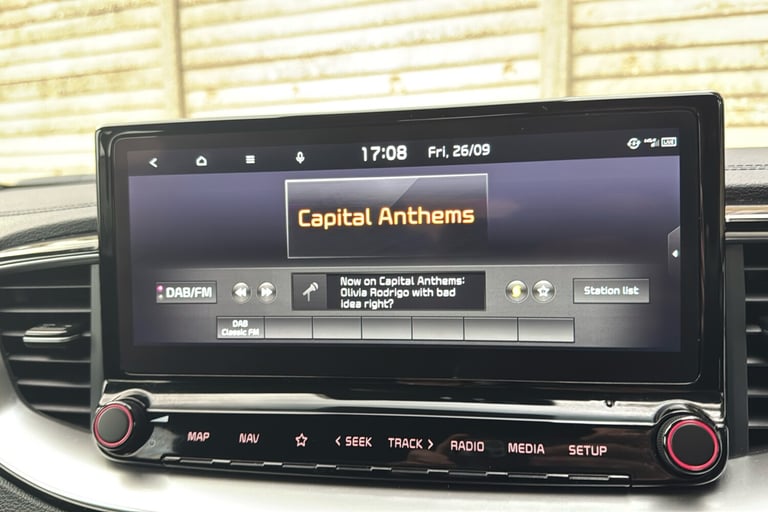 17:08 Fri, 26/09
Capital Anthems
DAB/FM
Now on Capital Anthems:
Olivia Rodrigo with bad
idea right?
Station list
DAB
Classic FM
MAP NAV < SEEK TRACK > RADIO MEDIA SETUP